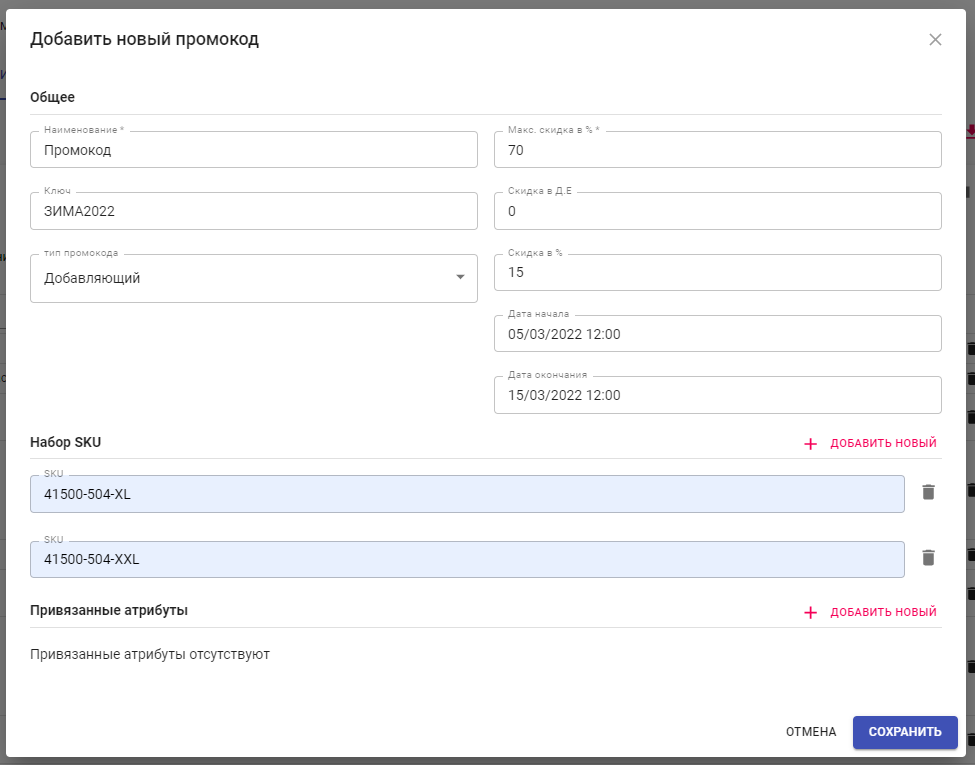 Добавить новый промокод
Общее
Наименование *
Промокод
Макс. скидка в % *
70
Ключ
ЗИМА2022
Скидка в Д.Е
0
тип промокода
Добавляющий
Скидка в %
15
Дата начала
05/03/2022 12:00
Дата окончания
15/03/2022 12:00
Набор SKU
ДОБАВИТЬ НОВЫЙ
SKU
41500-504-XL
SKU
41500-504-XXL
Привязанные атрибуты
ДОБАВИТЬ НОВЫЙ
Привязанные атрибуты отсутствуют
ОТМЕНА
СОХРАНИТЬ